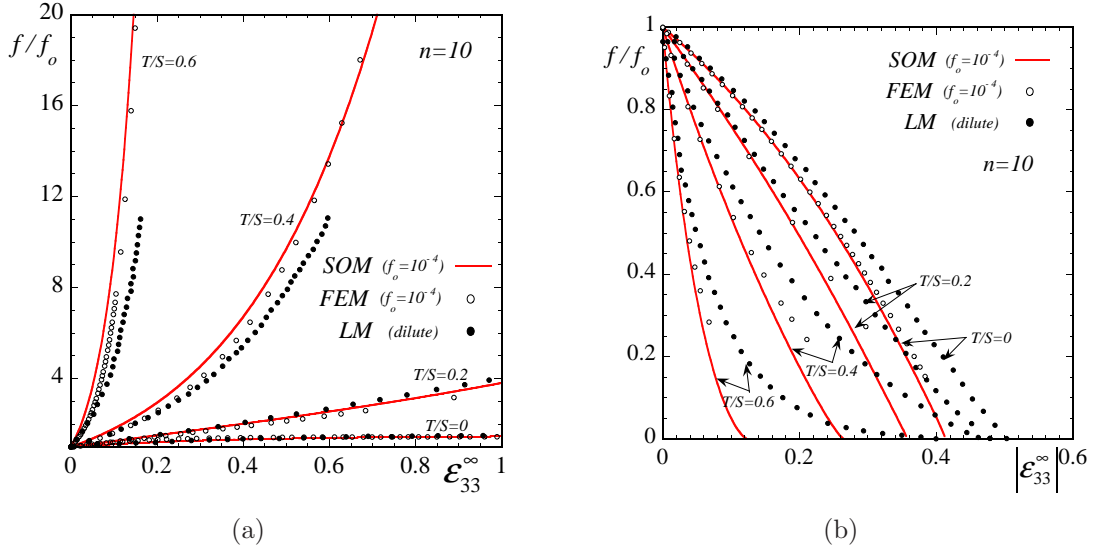 20
f/f_o
n=10
T/S=0.6
16
12
T/S=0.4
SOM (f_o=10^-4)
8
FEM (f_o=10^-4)
LM (dilute)
4
T/S=0.2
T/S=0
0 0.2 0.4 0.6 0.8 1
ε_33^∞
(a)
1
f/f_o
SOM (f_o=10^-4)
FEM (f_o=10^-4)
0.8
LM (dilute)
n=10
0.6
0.4
T/S=0.2
T/S=0
0.2
T/S=0.4
T/S=0.6
0
0 0.2 0.4 0.6
|ε_33^∞|
(b)